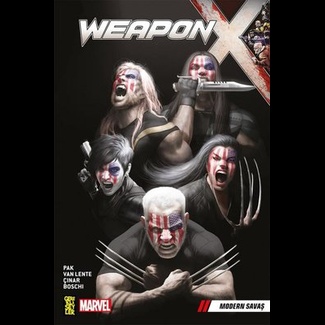 WEAPON X
PAK
VAN LENTE
ÇINAR
BOSCHI
MARVEL
MODERN SAVAŞ